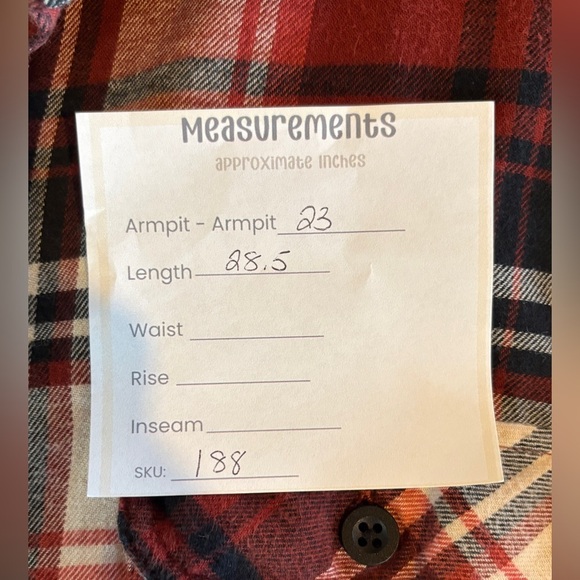 Measurements
approximate inches
Armpit - Armpit 23
Length 28.5
Waist
Rise
Inseam
SKU: 188